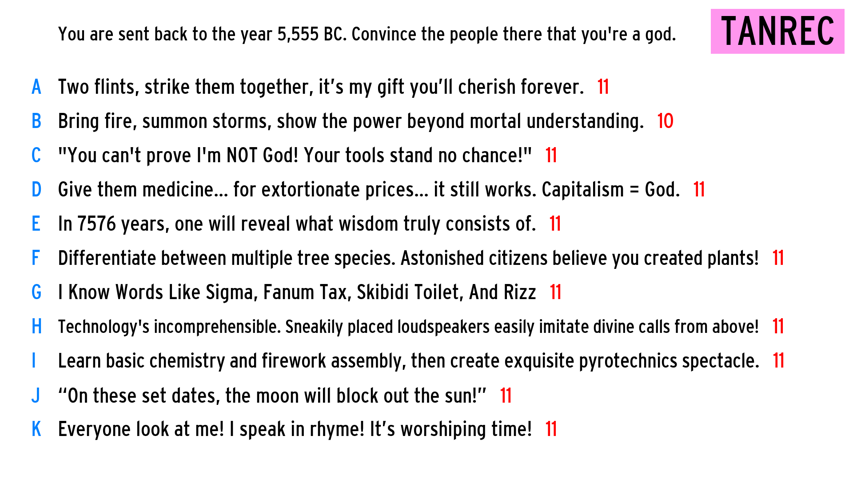 You are sent back to the year 5,555 BC. Convince the people there that you're a god.
TANREC
A Two flints, strike them together, it’s my gift you’ll cherish forever. 11
B Bring fire, summon storms, show the power beyond mortal understanding. 10
C "You can't prove I'm NOT God! Your tools stand no chance!" 11
D Give them medicine... for extortionate prices... it still works. Capitalism = God. 11
E In 7576 years, one will reveal what wisdom truly consists of. 11
F Differentiate between multiple tree species. Astonished citizens believe you created plants! 11
G I Know Words Like Sigma, Fanum Tax, Skibidi Toilet, And Rizz 11
H Technology's incomprehensible. Sneakily placed loudspeakers easily imitate divine calls from above! 11
I Learn basic chemistry and firework assembly, then create exquisite pyrotechnics spectacle. 11
J “On these set dates, the moon will block out the sun!” 11
K Everyone look at me! I speak in rhyme! It’s worshiping time! 11